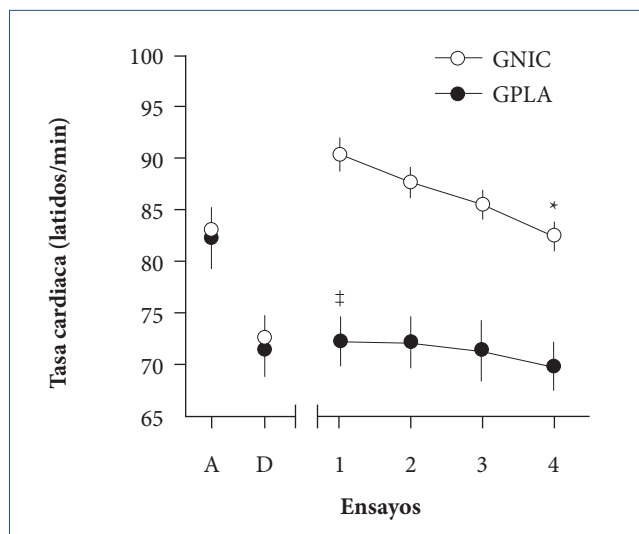 GNIC
GPLA
Tasa cardiaca (latidos/min)
100
95
90
85
80
75
70
65
*
‡
A D 1 2 3 4
Ensayos